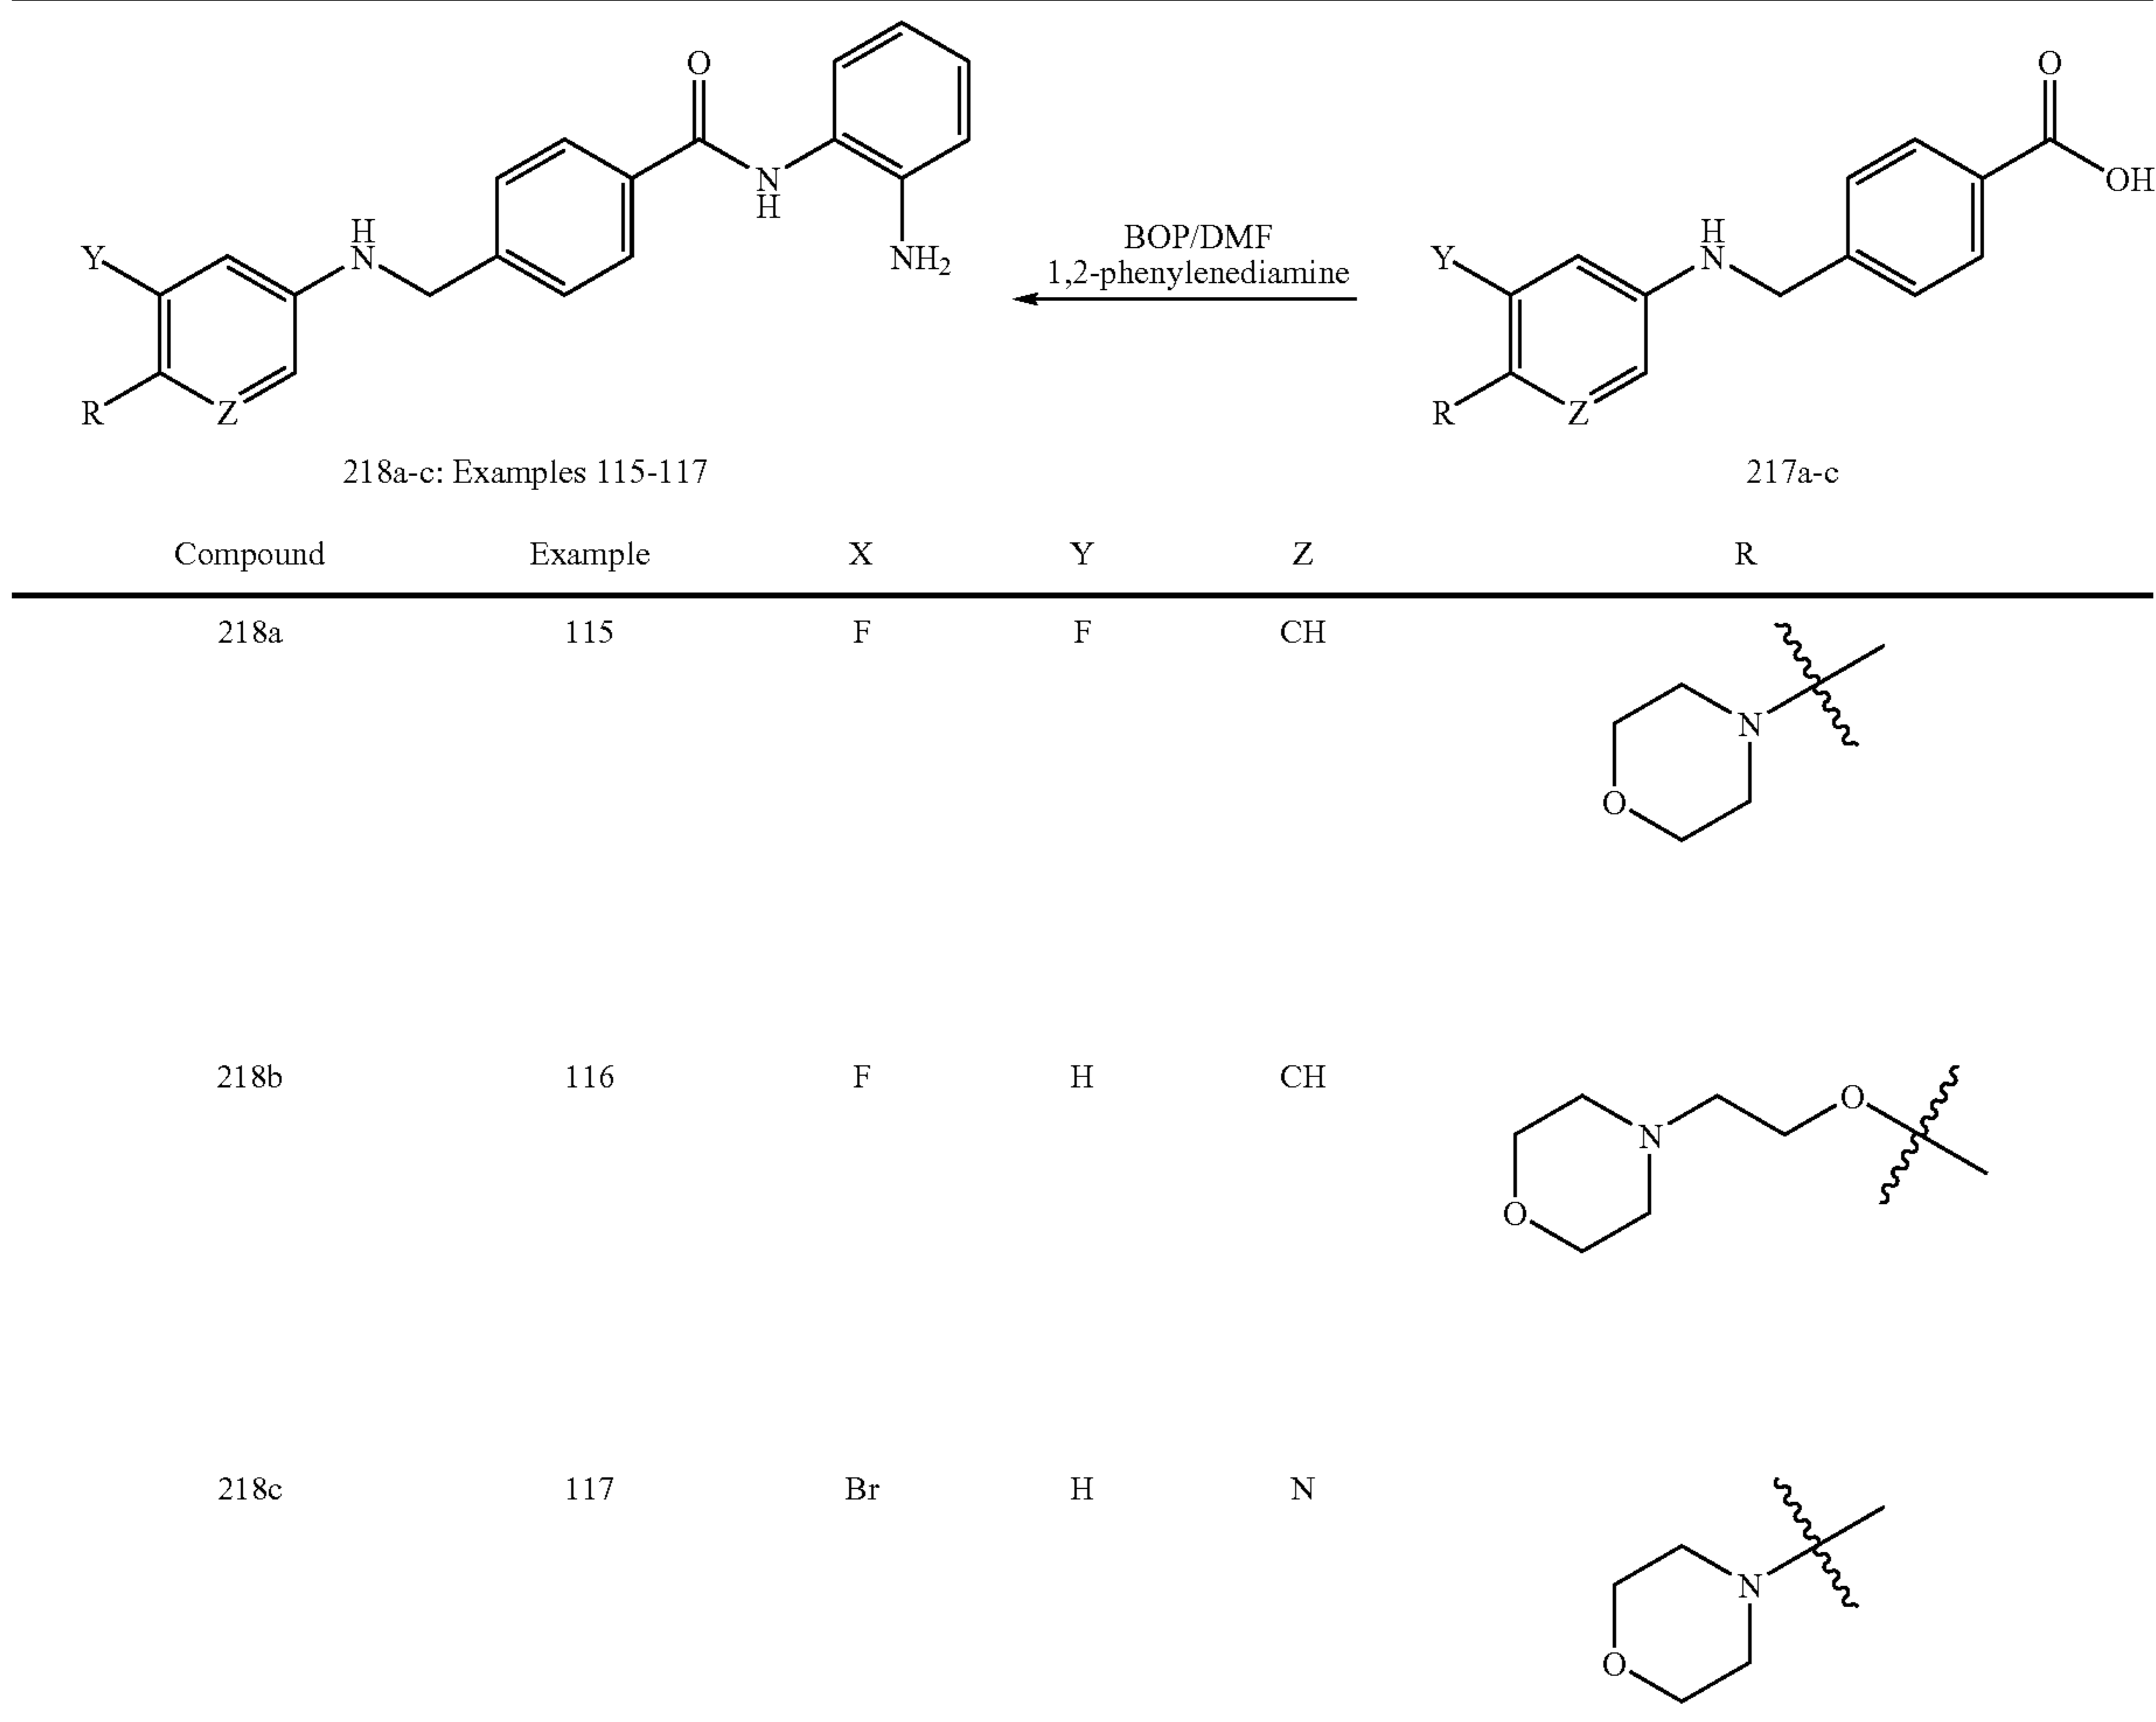 O
N
H
NH2
H
N
Y
R
Z
BOP/DMF
1,2-phenylenediamine
O
OH
H
N
Y
R
Z
218a-c: Examples 115-117
217a-c
Compound Example X Y Z R
218a 115 F F CH
N
O
218b 116 F H CH
O
N
O
218c 117 Br H N
N
O